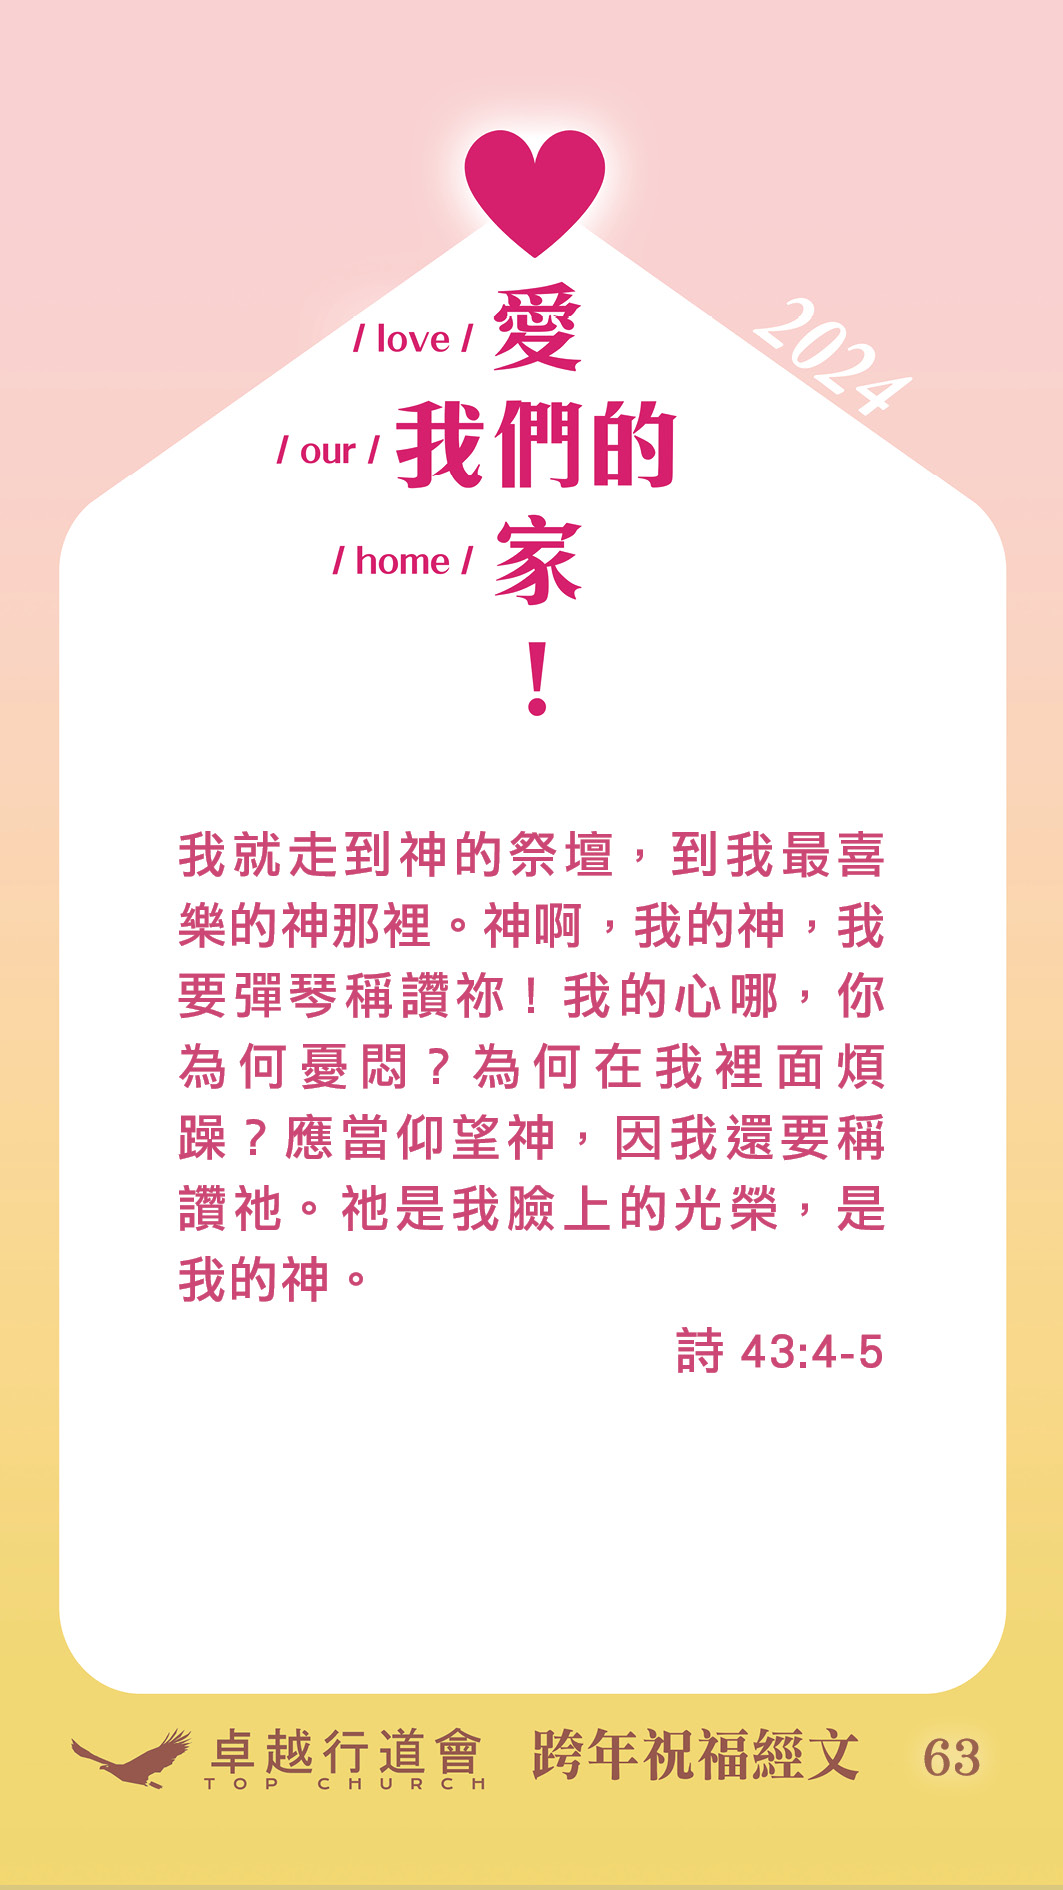 2024
/ love / 愛
/ our / 我們的
/ home / 家
!
我就走到神的祭壇，到我最喜
樂的神那裡。神啊，我的神，我
要彈琴稱讚祢！我的心哪，你
為何憂悶？為何在我裡面煩
躁？應當仰望神，因我還要稱
讚祂。祂是我臉上的光榮，是
我的神。
詩 43:4-5
卓越行道會
TOP CHURCH
跨年祝福經文
63